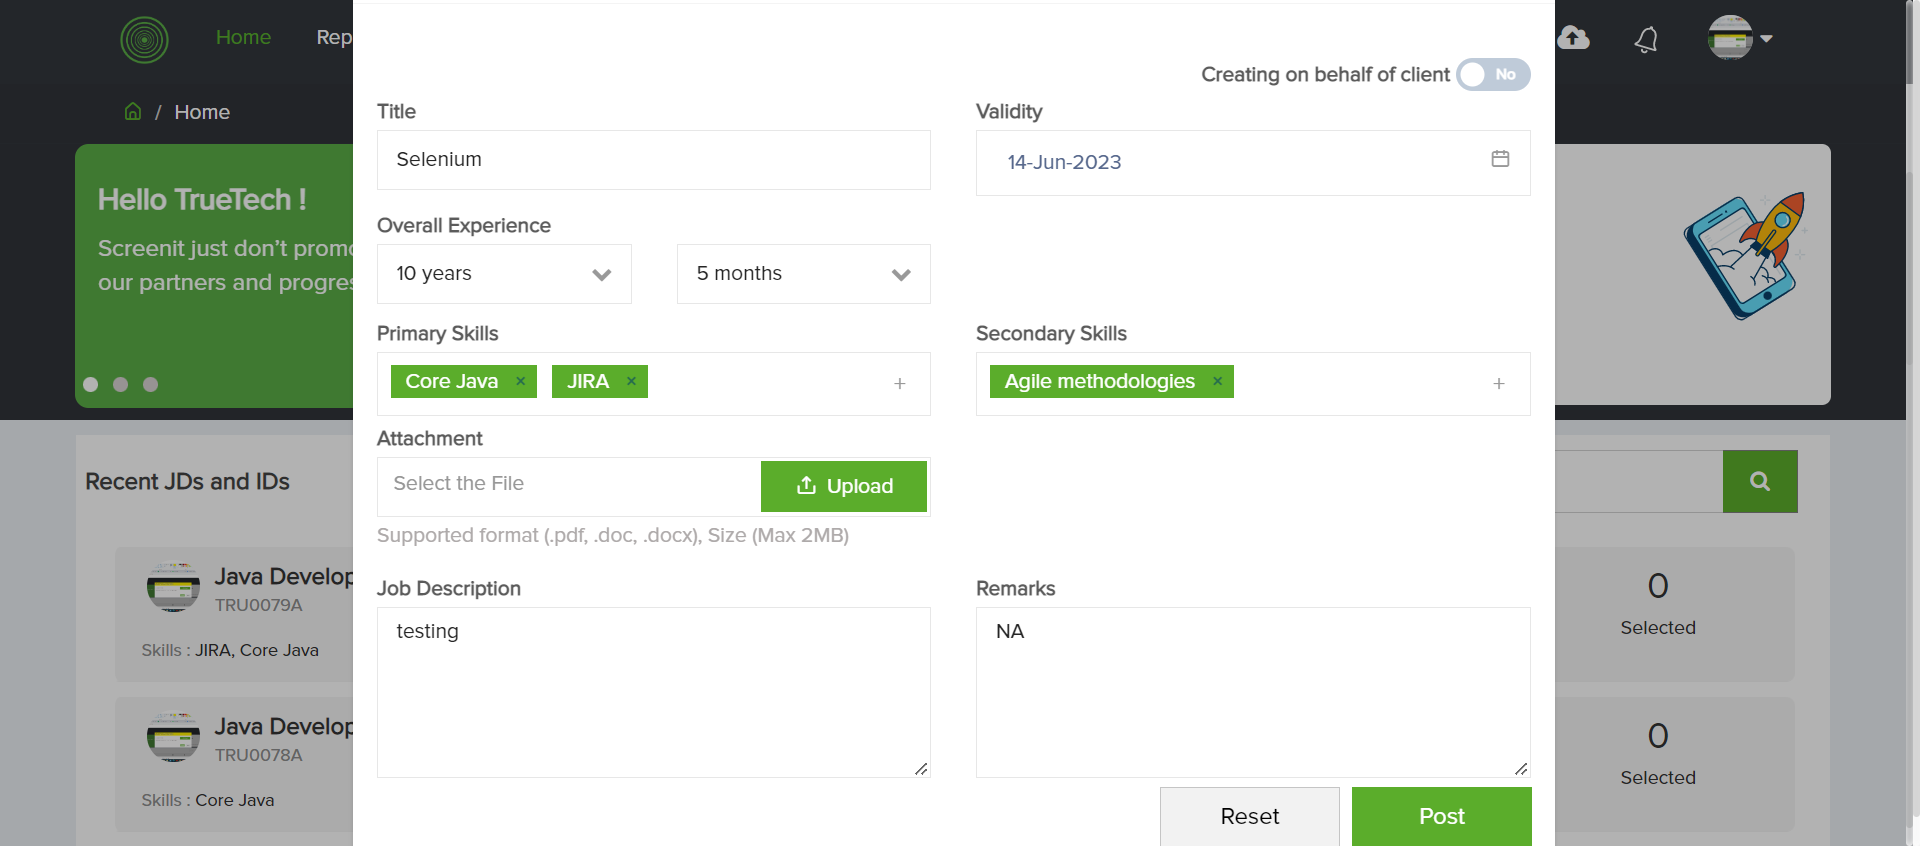 Home
Rep
/ Home
Hello TrueTech !
Screenit just don't promo
our partners and progres
Creating on behalf of client No
Title
Selenium
Validity
14-Jun-2023
Overall Experience
10 years
5 months
Primary Skills
Core Java ×
JIRA ×
+
Secondary Skills
Agile methodologies ×
+
Attachment
Select the File
Upload
Supported format (.pdf, .doc, .docx), Size (Max 2MB)
Job Description
testing
Remarks
NA
Reset
Post
Recent JDs and IDs
Java Develop
TRU0079A
Skills : JIRA, Core Java
0
Selected
Java Develop
TRU0078A
Skills : Core Java
0
Selected